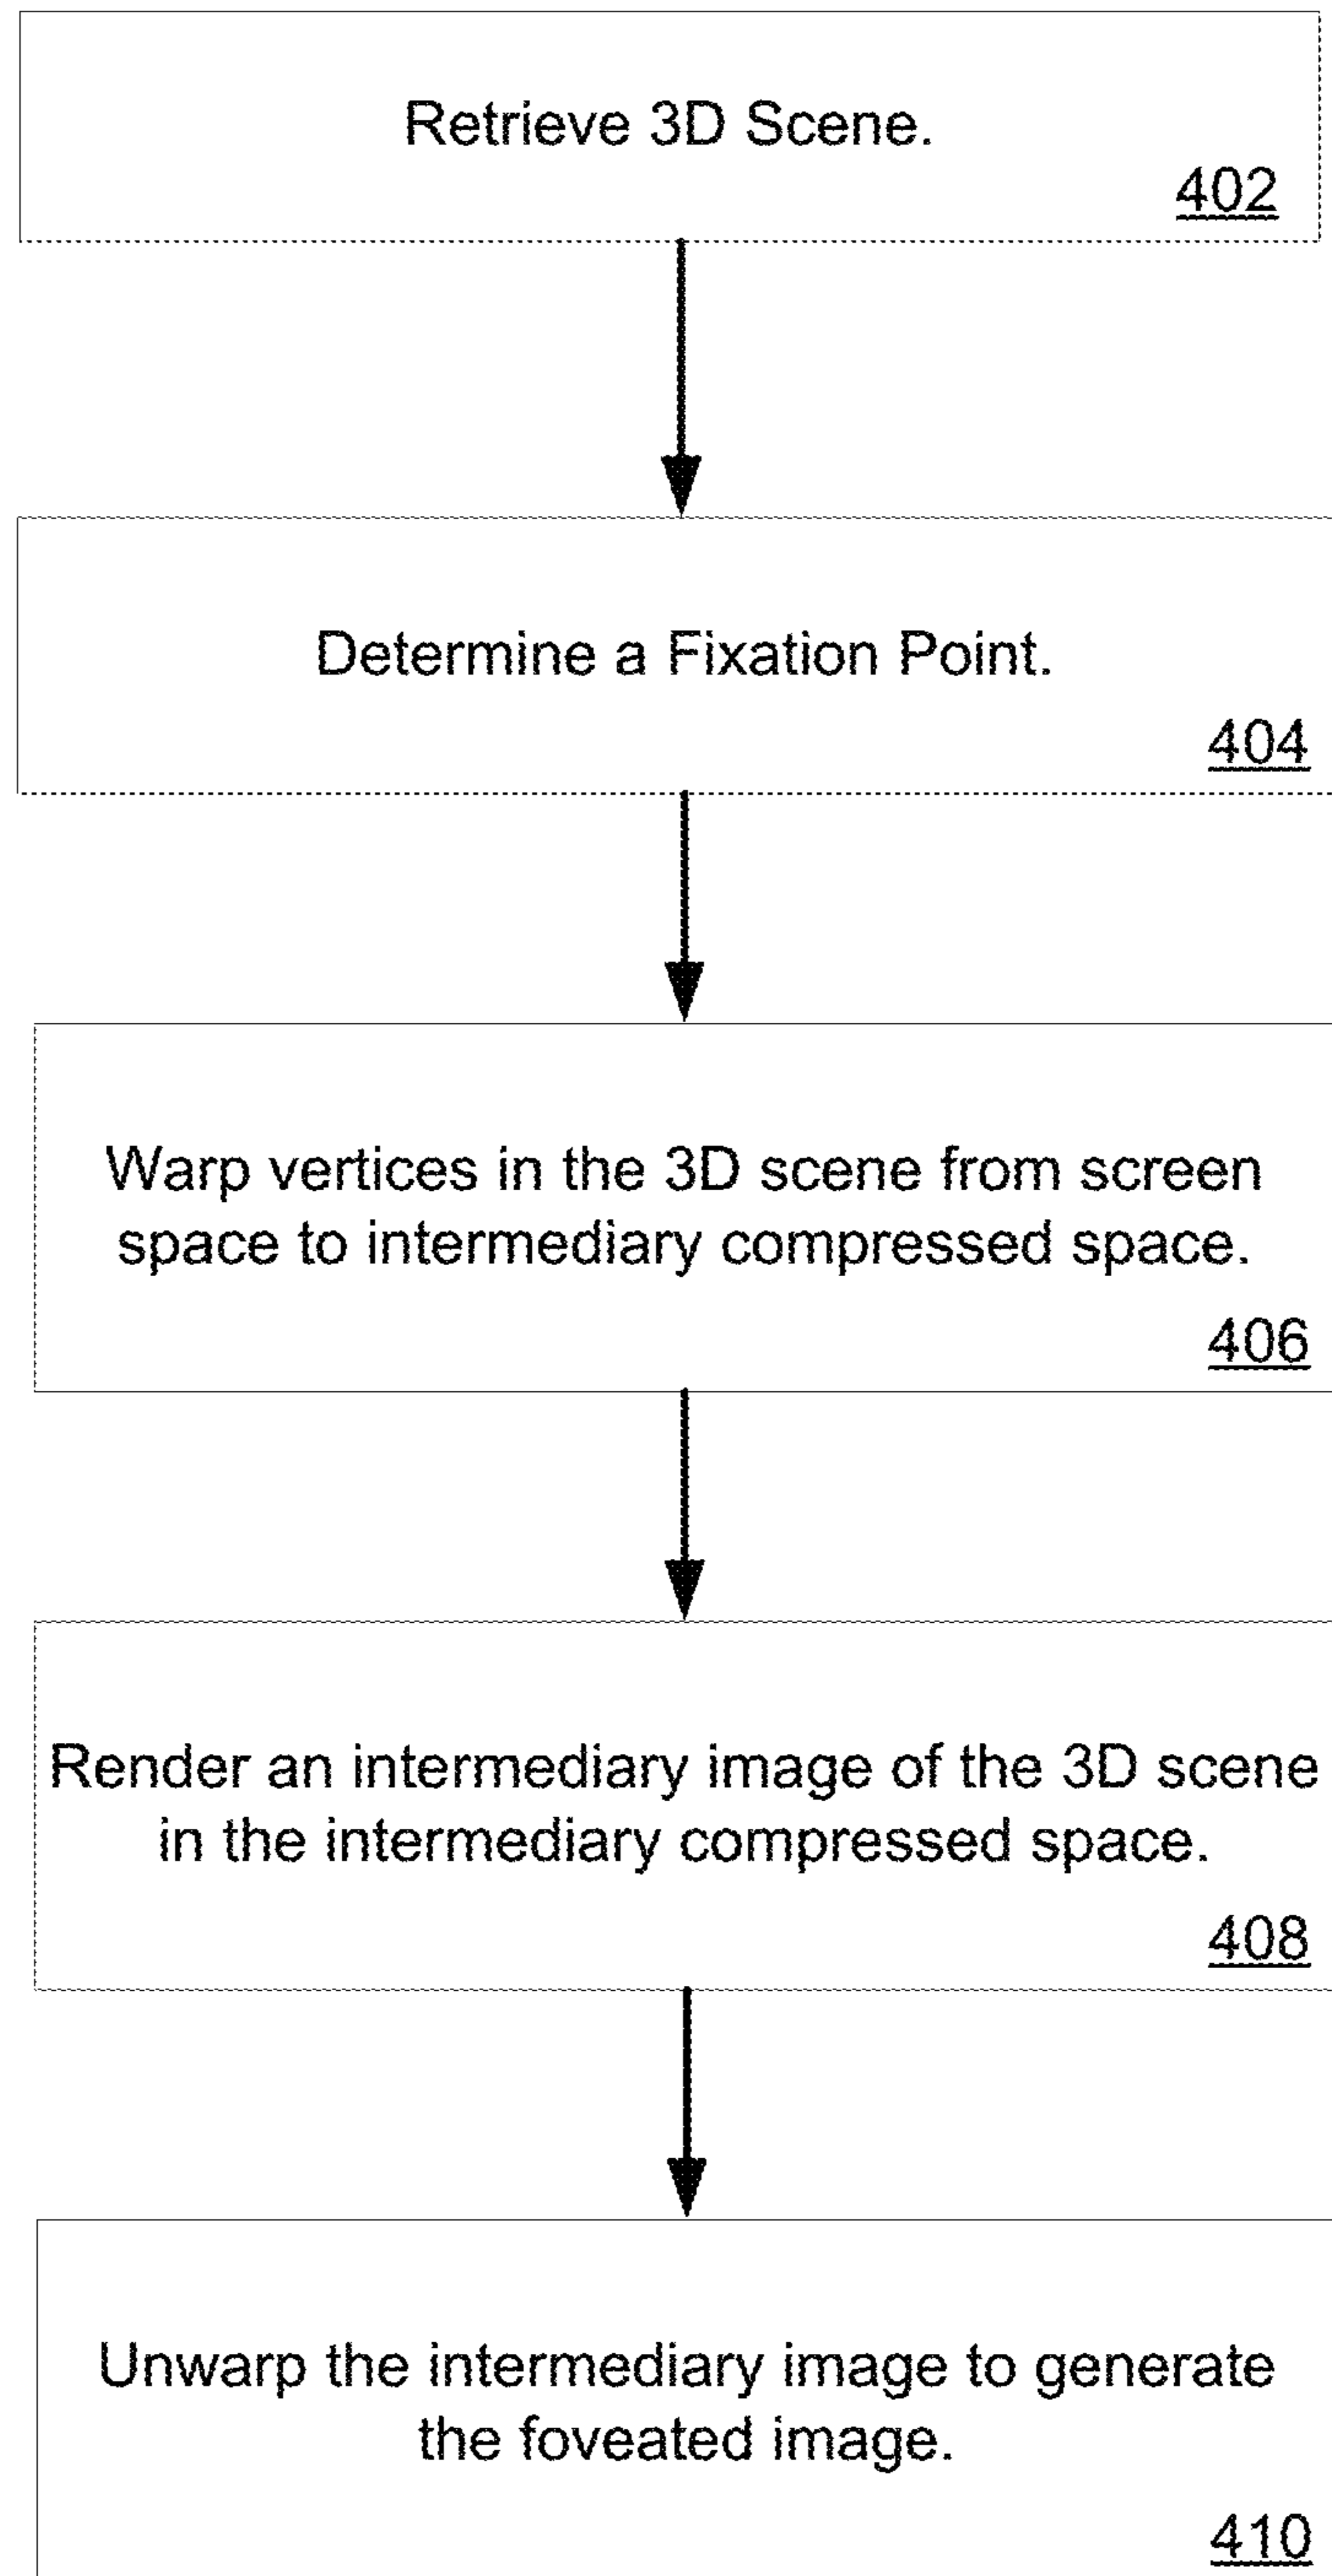 Retrieve 3D Scene.
402
Determine a Fixation Point.
404
Warp vertices in the 3D scene from screen
space to intermediary compressed space.
406
Render an intermediary image of the 3D scene
in the intermediary compressed space.
408
Unwarp the intermediary image to generate
the foveated image.
410